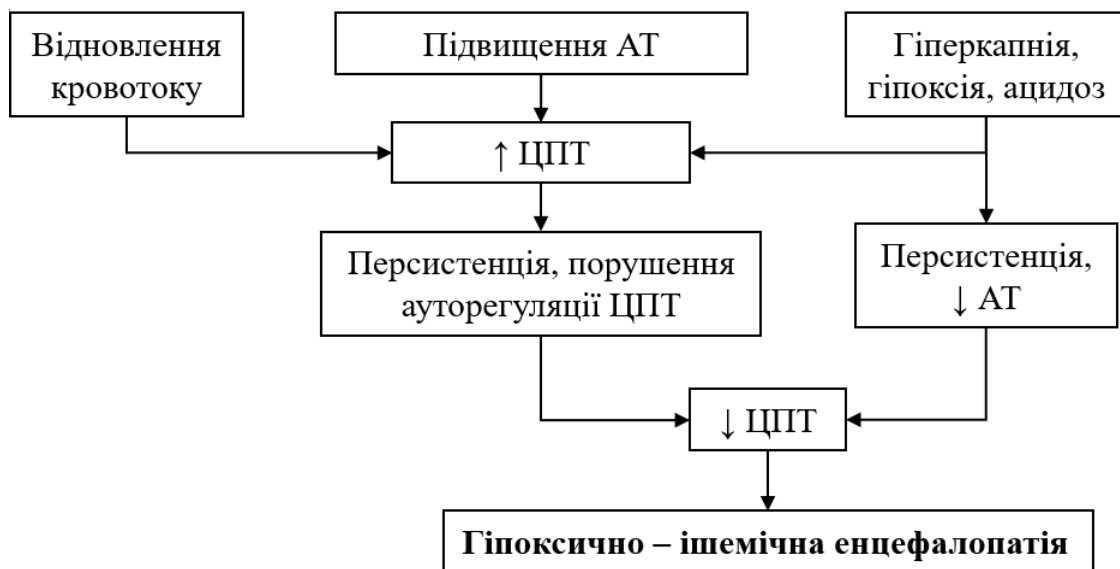 Відновлення
кровотоку
Підвищення АТ
Гіперкапнія,
гіпоксія, ацидоз
↑ ЦПТ
Персистенція, порушення
ауторегуляції ЦПТ
Персистенція,
↓ АТ
↓ ЦПТ
Гіпоксично – ішемічна енцефалопатія